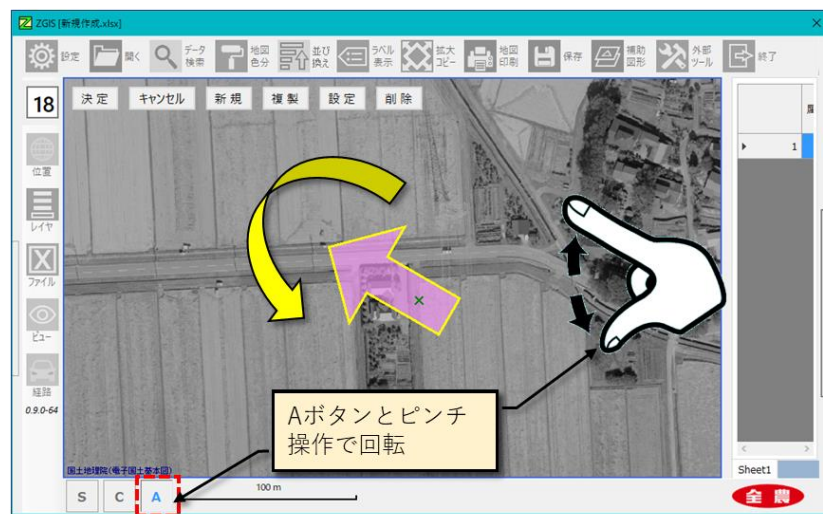 ZGIS [新規作成.xlsx]
設定 開く データ検索 地図色分 並び換え ラベル表示 拡大コピー 地図印刷 保存 補助図形 外部ツール 終了
18
決定 キャンセル 新規 複製 設定 削除
1
位置
レイヤ
ファイル
ビュー
経路
0.9.0-64
Aボタンとピンチ
操作で回転
国土地理院(電子国土基本図)
Sheet1
S C A
100 m
全農